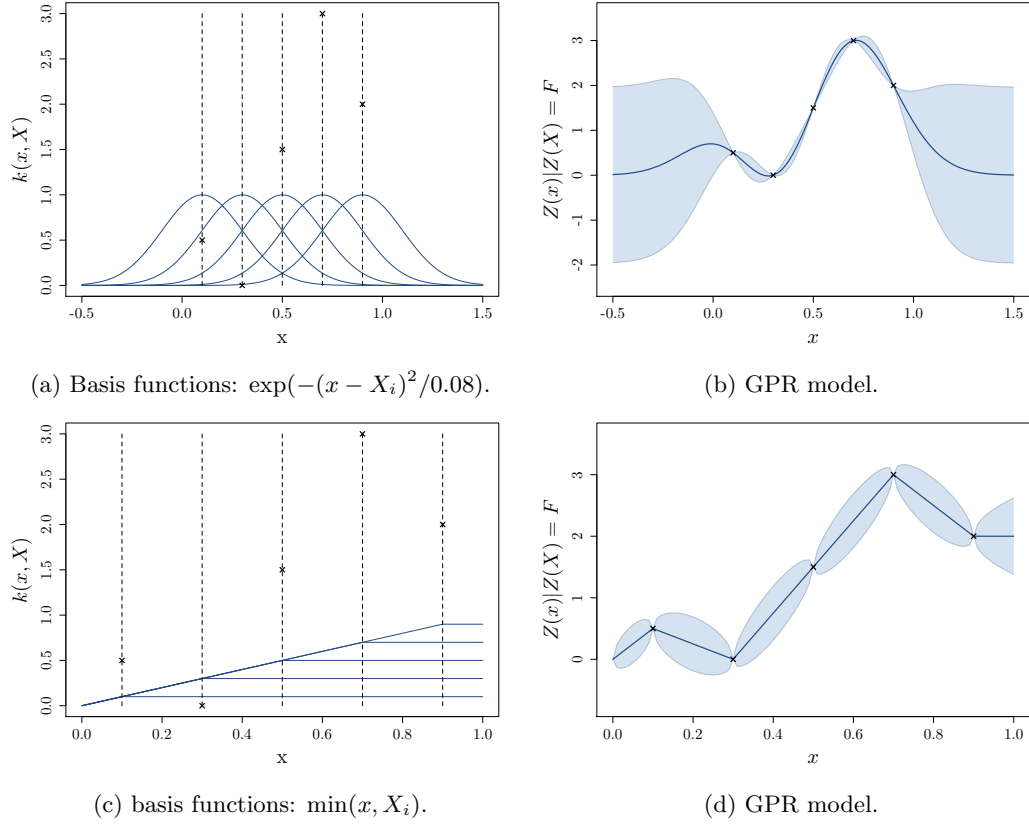 3.0
2.5
2.0
1.5
1.0
0.5
0.0
k(x, X)
-0.5 0.0 0.5 1.0 1.5
x
3
2
1
0
-1
-2
Z(x)|Z(X) = F
-0.5 0.0 0.5 1.0 1.5
x
(a) Basis functions: exp(−(x − X_i)²/0.08).
(b) GPR model.
3.0
2.5
2.0
1.5
1.0
0.5
0.0
k(x, X)
0.0 0.2 0.4 0.6 0.8 1.0
x
3
2
1
0
Z(x)|Z(X) = F
0.0 0.2 0.4 0.6 0.8 1.0
x
(c) basis functions: min(x, X_i).
(d) GPR model.